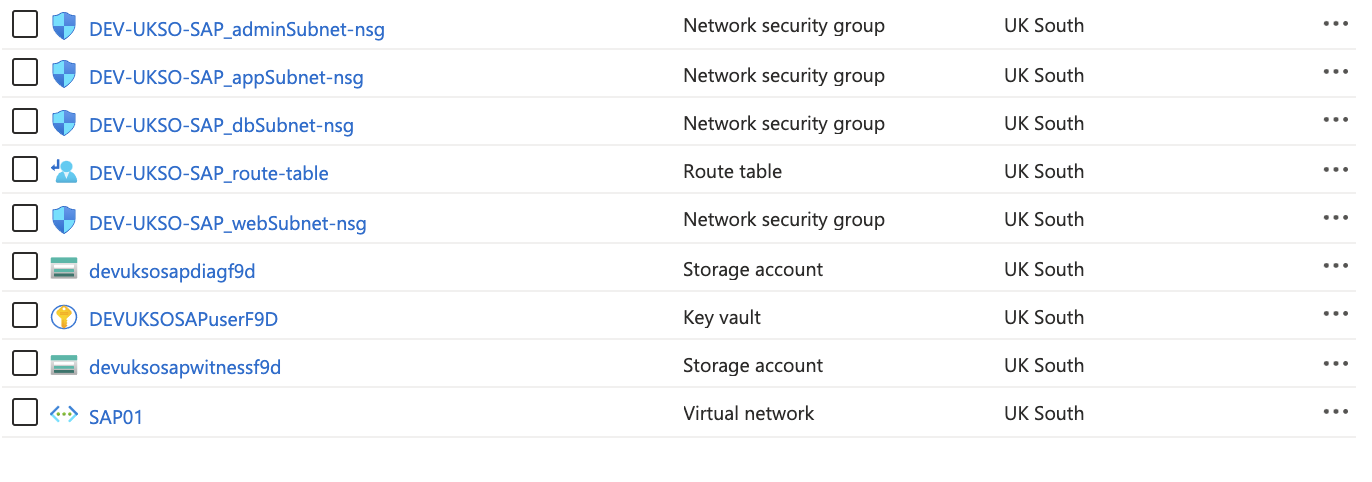 DEV-UKSO-SAP_adminSubnet-nsg Network security group UK South
DEV-UKSO-SAP_appSubnet-nsg Network security group UK South
DEV-UKSO-SAP_dbSubnet-nsg Network security group UK South
DEV-UKSO-SAP_route-table Route table UK South
DEV-UKSO-SAP_webSubnet-nsg Network security group UK South
devuksosapdiagf9d Storage account UK South
DEVUKSOSAPuserF9D Key vault UK South
devuksosapwitnessf9d Storage account UK South
SAP01 Virtual network UK South